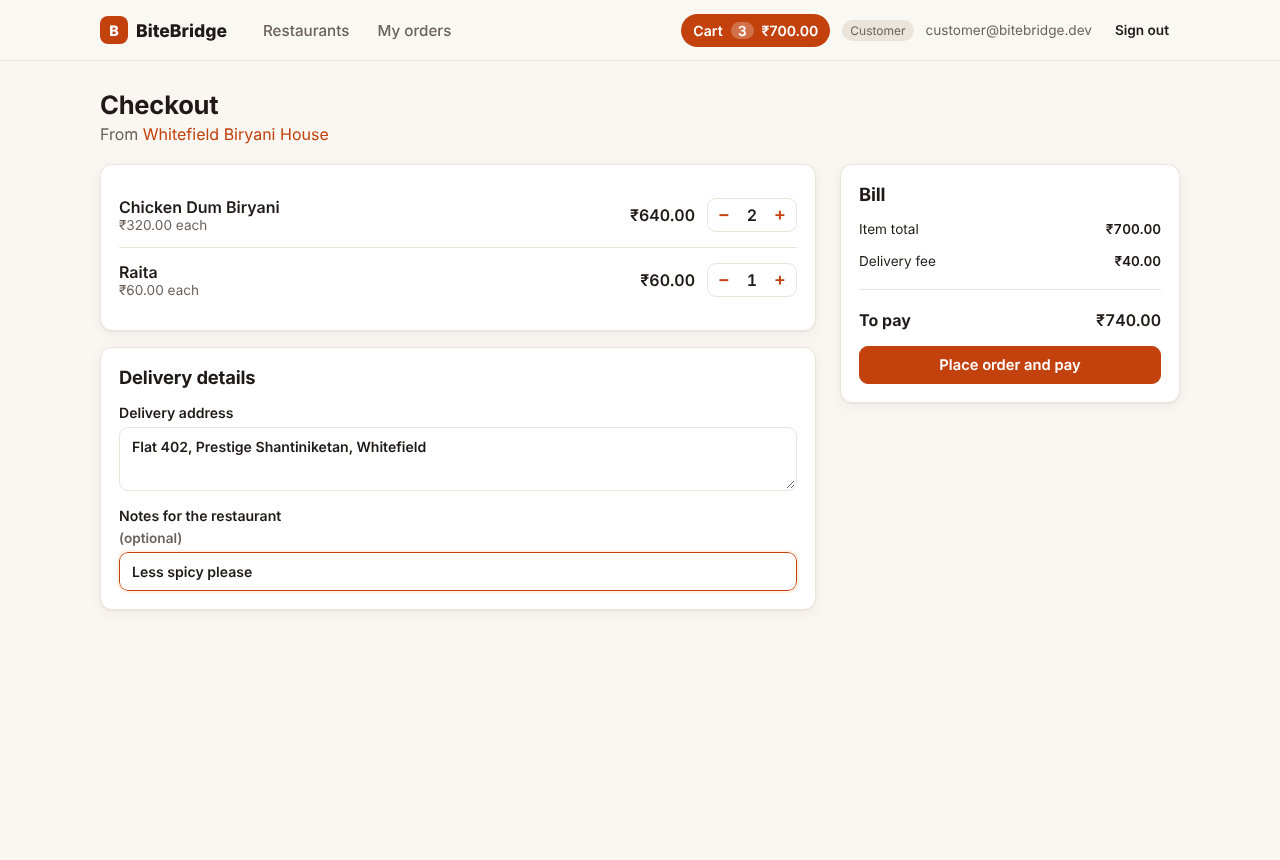 B BiteBridge Restaurants My orders Cart 3 ₹700.00 Customer customer@bitebridge.dev Sign out
Checkout
From Whitefield Biryani House
Chicken Dum Biryani
₹320.00 each
₹640.00 − 2 +
Raita
₹60.00 each
₹60.00 − 1 +
Delivery details
Delivery address
Flat 402, Prestige Shantiniketan, Whitefield
Notes for the restaurant
(optional)
Less spicy please
Bill
Item total ₹700.00
Delivery fee ₹40.00
To pay ₹740.00
Place order and pay